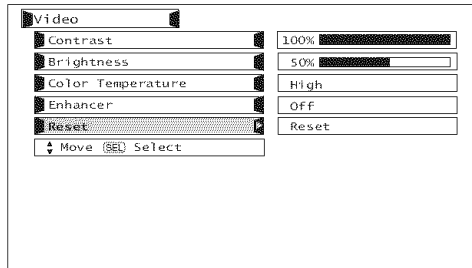 Video
Contrast 100%
Brightness 50%
Color Temperature High
Enhancer Off
Reset Reset
Move SEL Select